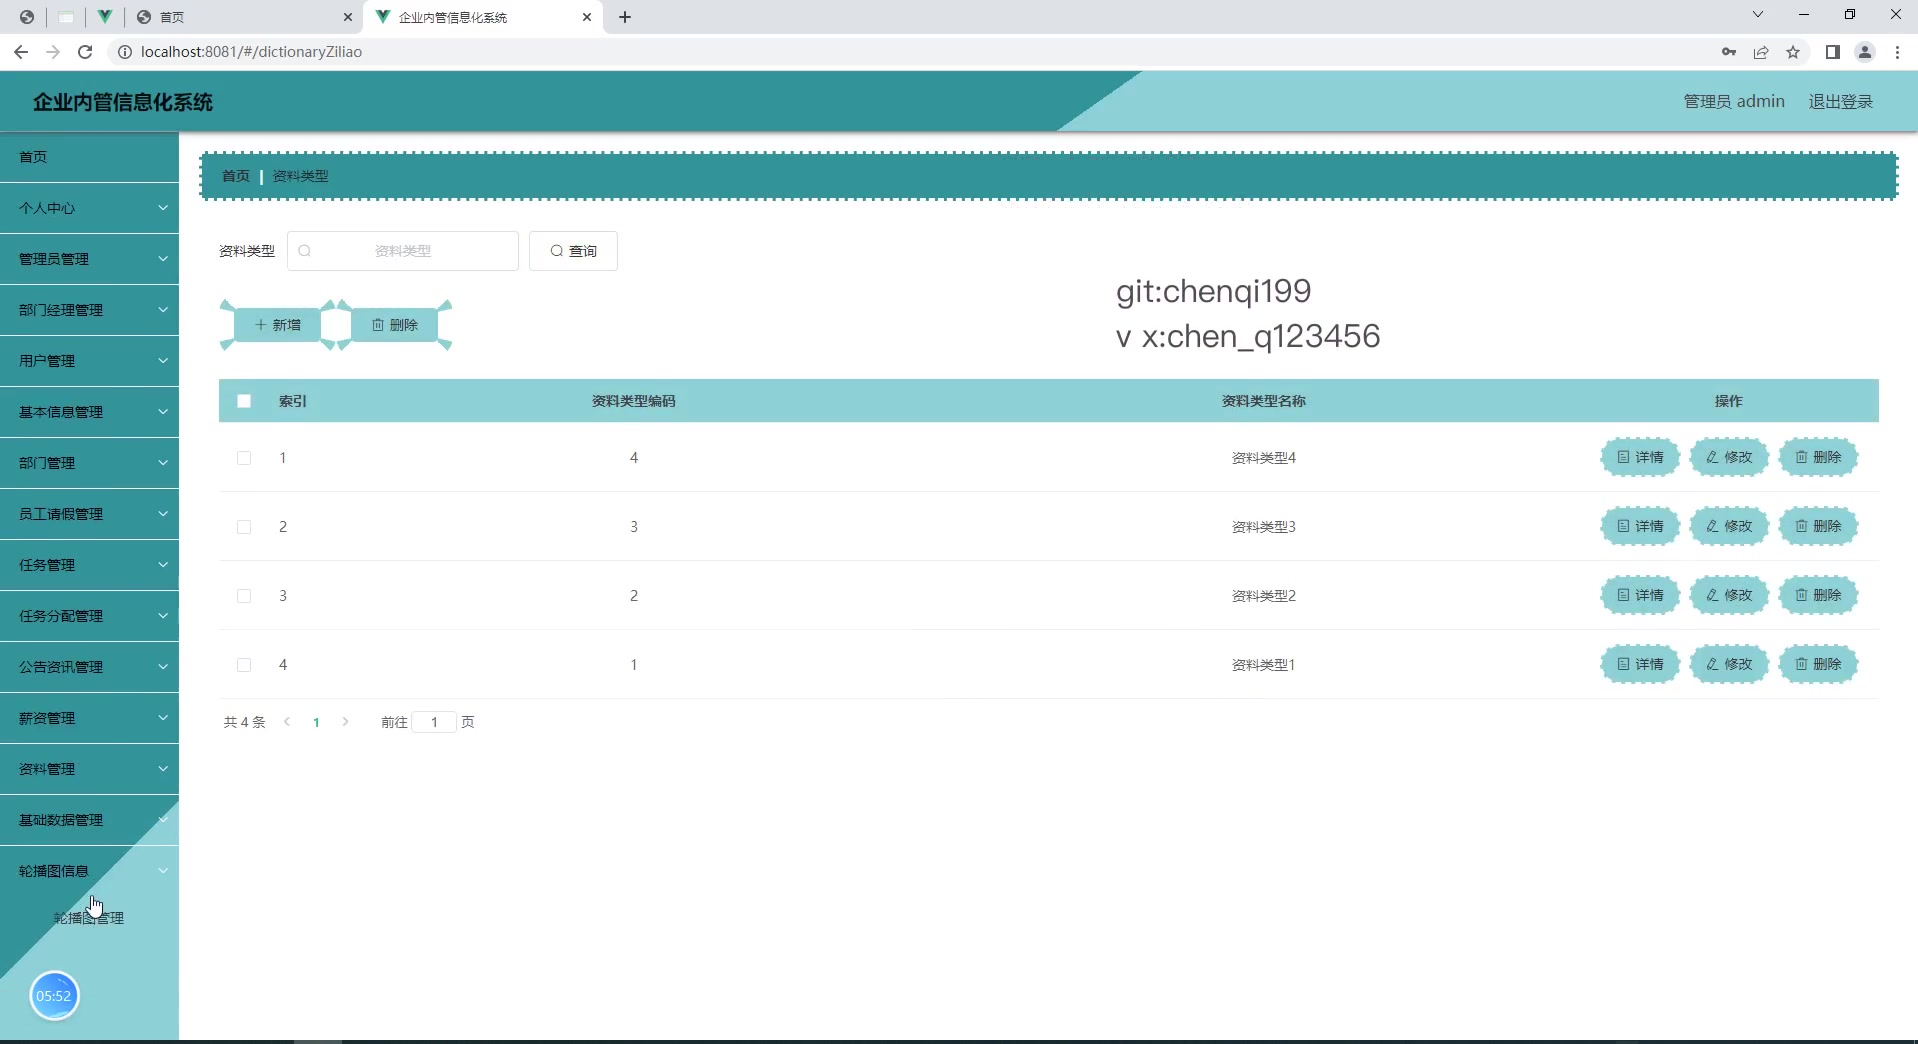 首页
企业内管信息化系统
localhost:8081/#/dictionaryZiliao
企业内管信息化系统
管理员 admin 退出登录
首页
个人中心
管理员管理
部门经理管理
用户管理
基本信息管理
部门管理
员工请假管理
任务管理
任务分配管理
公告资讯管理
薪资管理
资料管理
基础数据管理
轮播图信息
轮播图管理
05:52
首页 | 资料类型
资料类型 资料类型 查询
新增 删除
git:chenqi199
v x:chen_q123456
索引 资料类型编码 资料类型名称 操作
1 4 资料类型4 详情 修改 删除
2 3 资料类型3 详情 修改 删除
3 2 资料类型2 详情 修改 删除
4 1 资料类型1 详情 修改 删除
共 4 条 1 前往 1 页